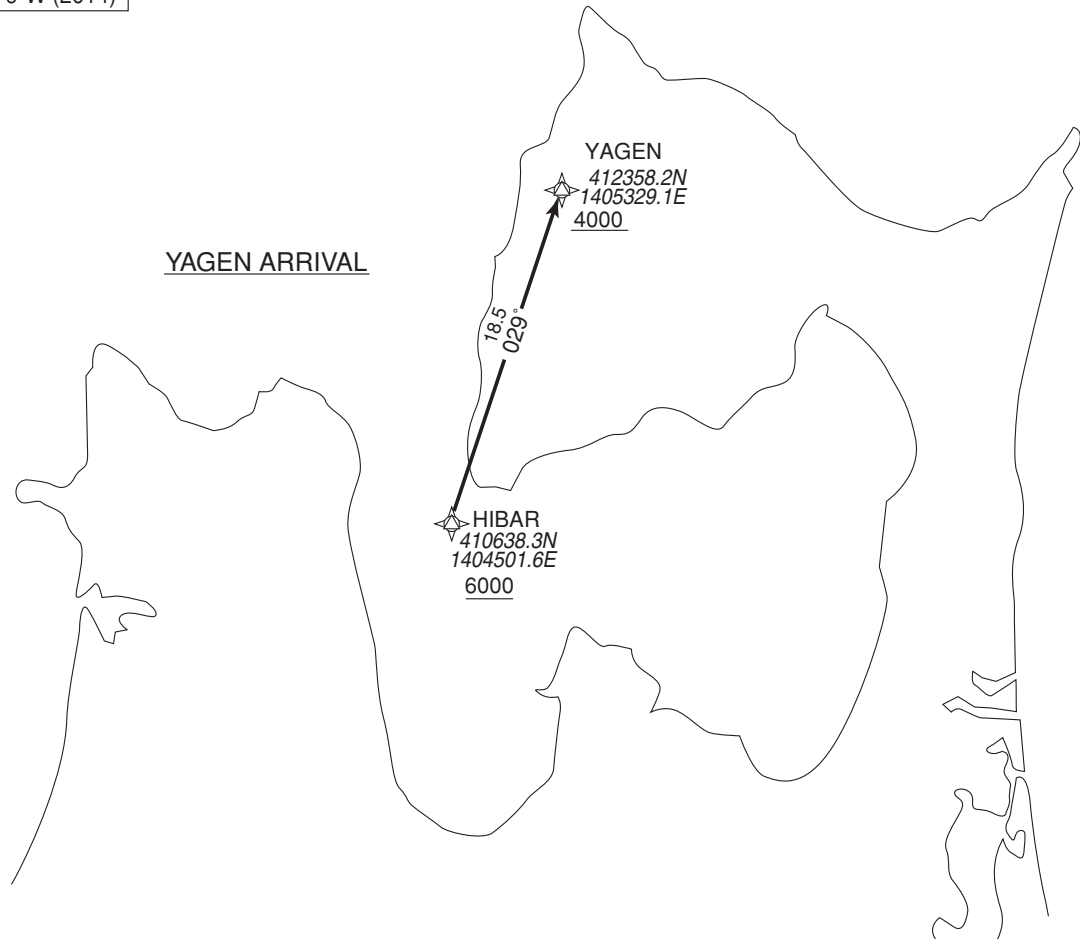 YAGEN
412358.2N
1405329.1E
4000
YAGEN ARRIVAL
18.5
029°
HIBAR
410638.3N
1404501.6E
6000